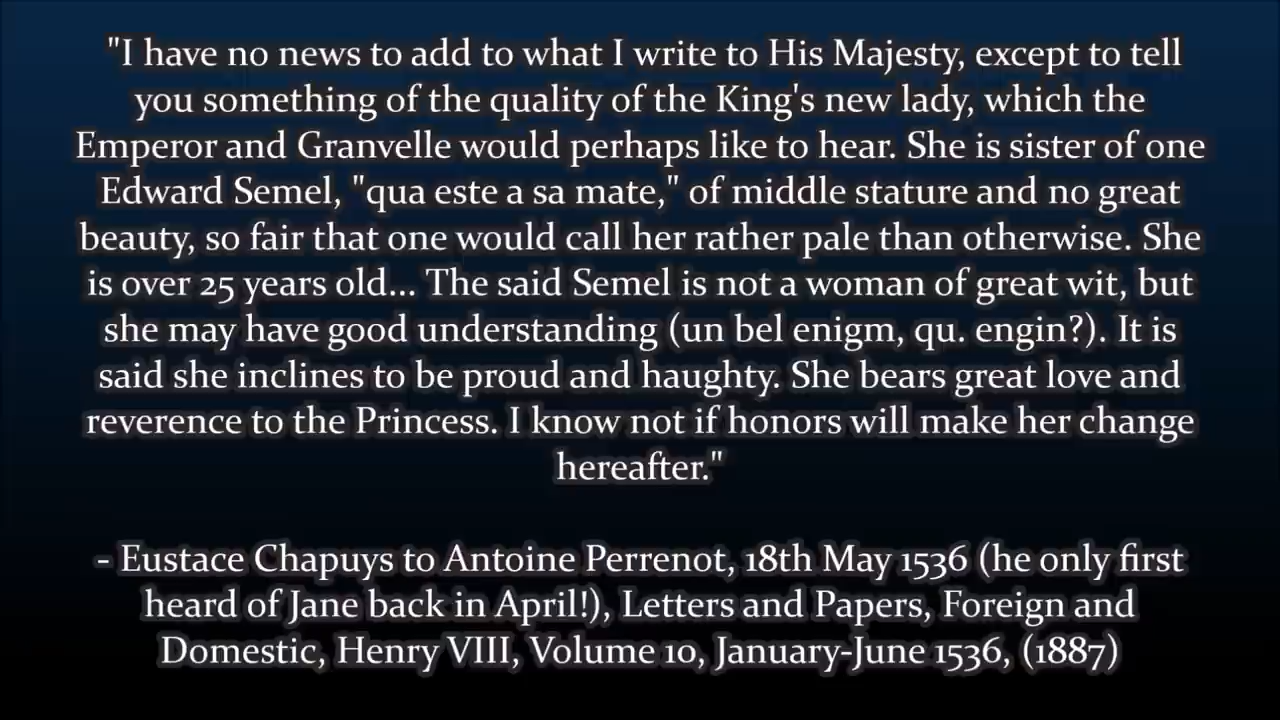 "I have no news to add to what I write to His Majesty, except to tell
you something of the quality of the King's new lady, which the
Emperor and Granvelle would perhaps like to hear. She is sister of one
Edward Semel, "qua este a sa mate," of middle stature and no great
beauty, so fair that one would call her rather pale than otherwise. She
is over 25 years old... The said Semel is not a woman of great wit, but
she may have good understanding (un bel enigm, qu. engin?). It is
said she inclines to be proud and haughty. She bears great love and
reverence to the Princess. I know not if honors will make her change
hereafter."
- Eustace Chapuys to Antoine Perrenot, 18th May 1536 (he only first
heard of Jane back in April!), Letters and Papers, Foreign and
Domestic, Henry VIII, Volume 10, January-June 1536, (1887)